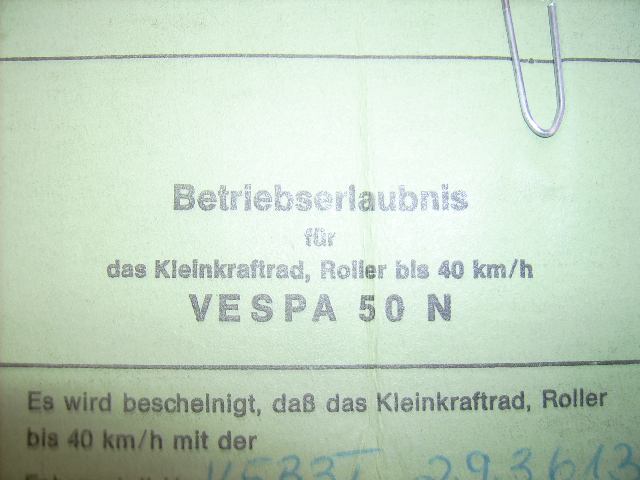 Betriebserlaubnis
für
das Kleinkraftrad, Roller bis 40 km/h
VESPA 50 N
Es wird bescheinigt, daß das Kleinkraftrad, Roller
bis 40 km/h mit der
293613